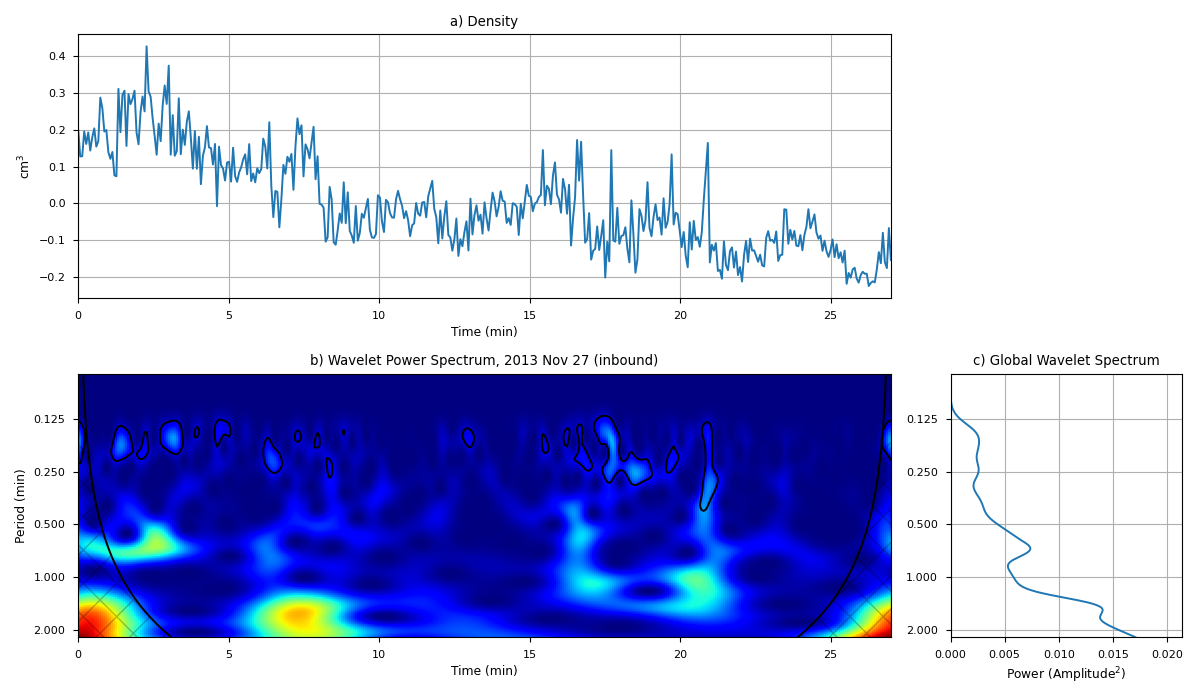 a) Density
0.4
0.3
0.2
0.1
0.0
−0.1
−0.2
cm³
0 5 10 15 20 25
Time (min)
b) Wavelet Power Spectrum, 2013 Nov 27 (inbound)
0.125
0.250
0.500
1.000
2.000
Period (min)
0 5 10 15 20 25
Time (min)
c) Global Wavelet Spectrum
0.125
0.250
0.500
1.000
2.000
0.000 0.005 0.010 0.015 0.020
Power (Amplitude²)